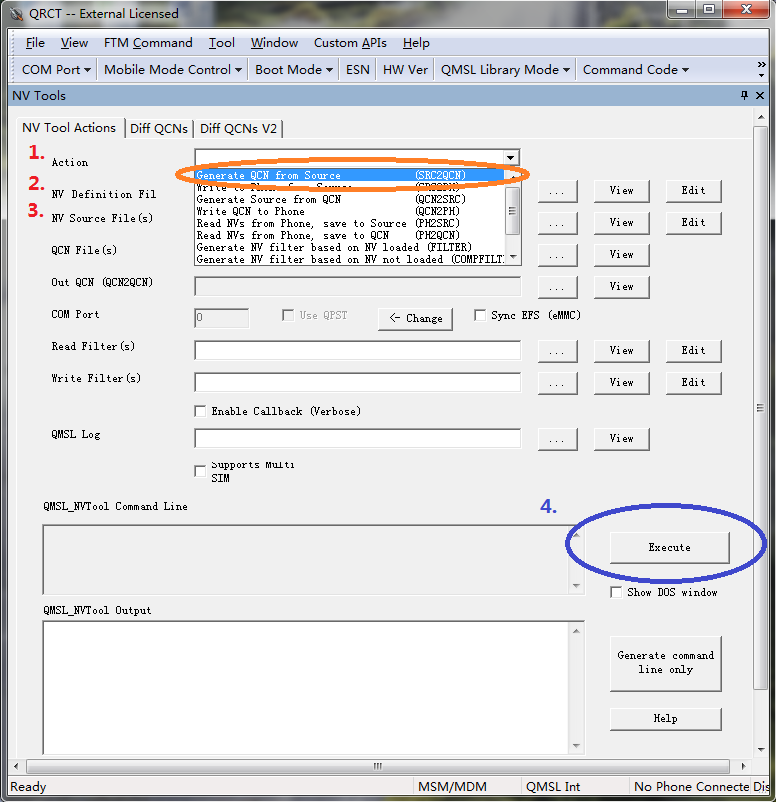 QRCT -- External Licensed
File View FTM Command Tool Window Custom APIs Help
COM Port Mobile Mode Control Boot Mode ESN HW Ver QMSL Library Mode Command Code
NV Tools
NV Tool Actions Diff QCNs Diff QCNs V2
1. Action
Generate QCN from Source (SRC2QCN)
Write to Phone from Source (SRC2PH)
Generate Source from QCN (QCN2SRC)
Write QCN to Phone (QCN2PH)
Read NVs from Phone, save to Source (PH2SRC)
Read NVs from Phone, save to QCN (PH2QCN)
Generate NV filter based on NV loaded (FILTER)
Generate NV filter based on NV not loaded (COMPFILT
2. NV Definition Fil ... View Edit
3. NV Source File(s) ... View Edit
QCN File(s) ... View
Out QCN (QCN2QCN) ... View
COM Port 0 Use QPST <- Change Sync EFS (eMMC)
Read Filter(s) ... View Edit
Write Filter(s) ... View Edit
Enable Callback (Verbose)
QMSL Log ... View
Supports Multi
SIM
QMSL_NVTool Command Line
4.
Execute
Show DOS window
QMSL_NVTool Output
Generate command
line only
Help
Ready MSM/MDM QMSL Int No Phone Connecte Dis